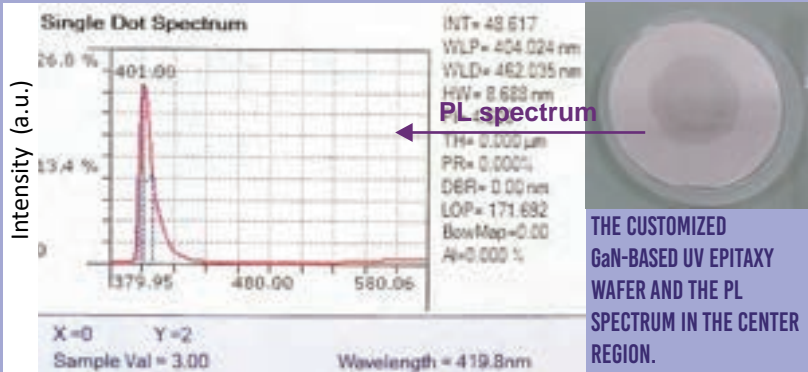 Single Dot Spectrum
Intensity (a.u.)
26.8 %
401.00
13.4 %
0
379.95 480.00 580.06
INT= 48.617
WLP= 404.024 nm
WLD= 462.035 nm
HW= 8.688 nm
PL spectrum
TH= 0.000 μm
PR= 0.000%
DBR= 0.00 nm
LOP= 171.692
BowMap=0.00
Al=0.000 %
X =0 Y =2
Sample Val = 3.00 Wavelength = 419.8nm
THE CUSTOMIZED
GaN-BASED UV EPITAXY
WAFER AND THE PL
SPECTRUM IN THE CENTER
REGION.